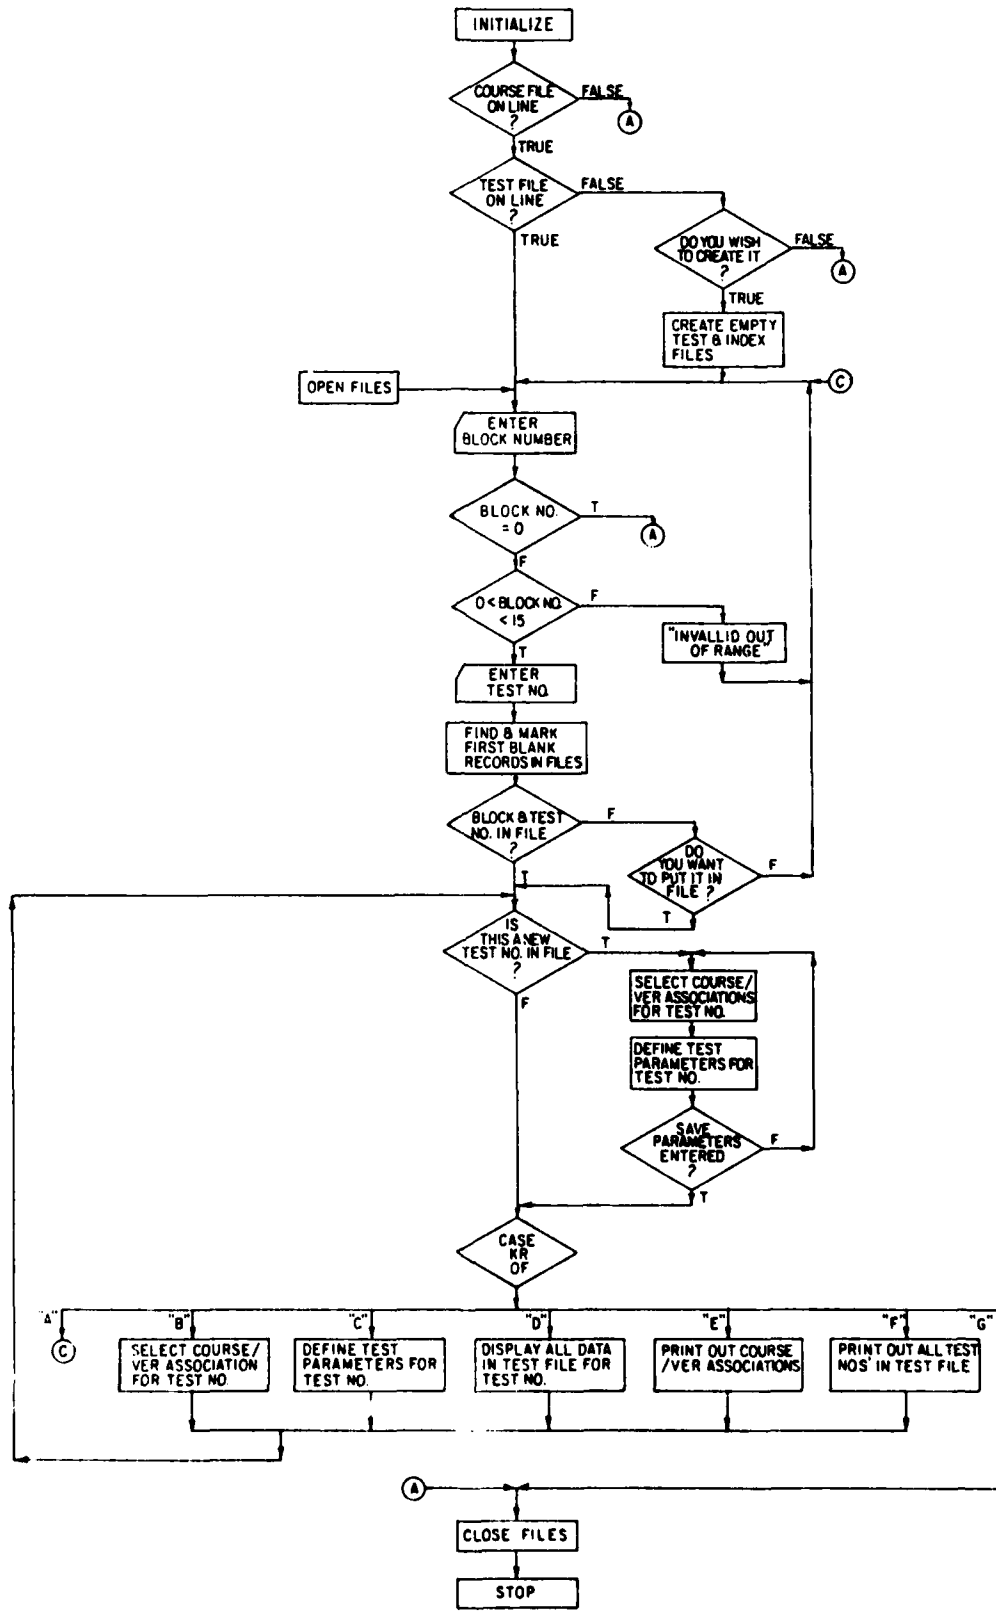 INITIALIZE
COURSE FILE
ON LINE
?
FALSE
A
TRUE
TEST FILE
ON LINE
?
FALSE
TRUE
DO YOU WISH
TO CREATE IT
?
FALSE
A
TRUE
CREATE EMPTY
TEST & INDEX
FILES
C
OPEN FILES
ENTER
BLOCK NUMBER
BLOCK NO.
= 0
T
A
F
0 < BLOCK NO.
< 15
F
"INVALLID OUT
OF RANGE"
T
ENTER
TEST NO.
FIND & MARK
FIRST BLANK
RECORDS IN FILES
BLOCK & TEST
NO. IN FILE
?
F
DO
YOU WANT
TO PUT IT IN
FILE ?
F
T
T
IS
THIS A NEW
TEST NO. IN FILE
?
T
F
SELECT COURSE/
VER ASSOCIATIONS
FOR TEST NO.
DEFINE TEST
PARAMETERS FOR
TEST NO.
SAVE
PARAMETERS
ENTERED
?
F
T
CASE
KR
OF
"A"
"B"
"C"
"D"
"E"
"F"
"G"
C
SELECT COURSE/
VER ASSOCIATION
FOR TEST NO.
DEFINE TEST
PARAMETERS FOR
TEST NO.
DISPLAY ALL DATA
IN TEST FILE FOR
TEST NO.
PRINT OUT COURSE
/VER ASSOCIATIONS
PRINT OUT ALL TEST
NOS' IN TEST FILE
A
CLOSE FILES
STOP